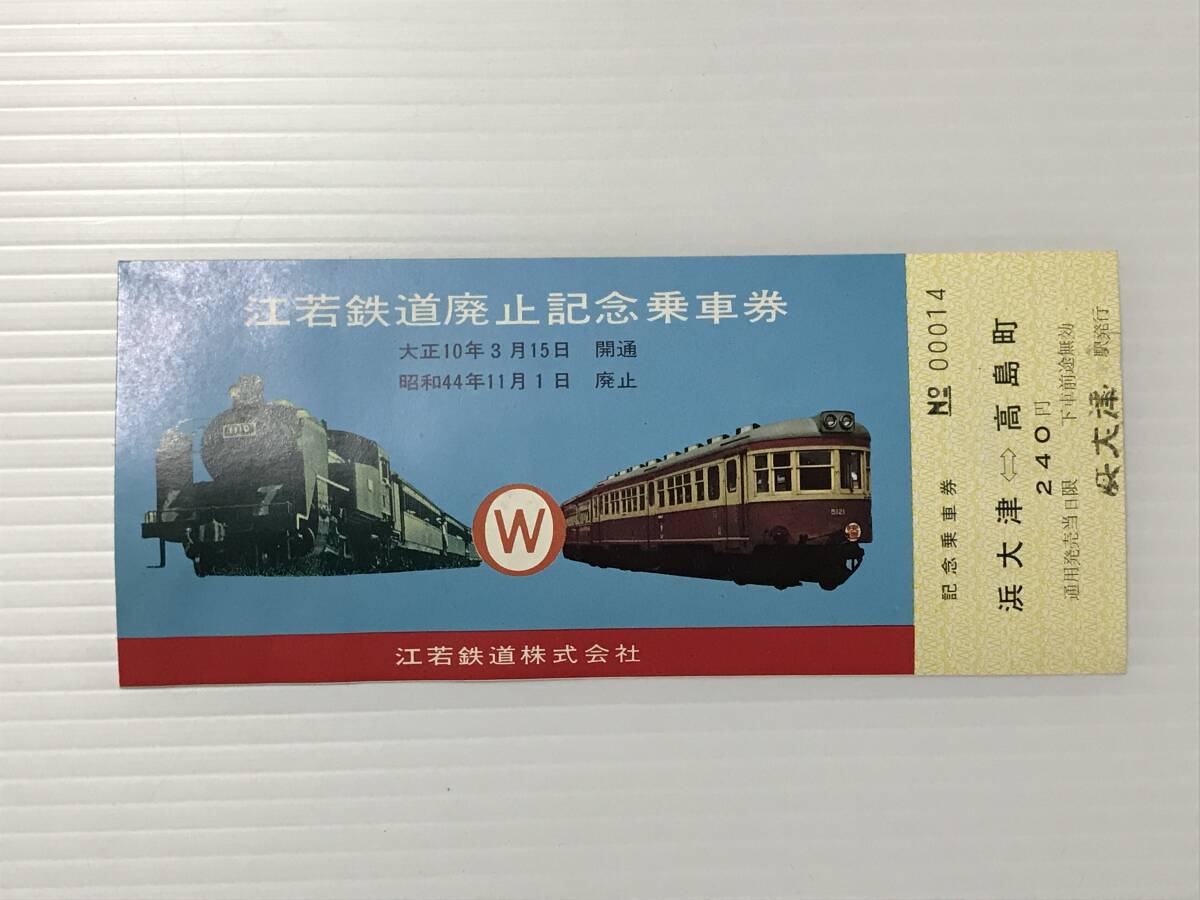 江若鉄道廃止記念乗車券
大正10年3月15日 開通
昭和44年11月1日 廃止
W
5121
江若鉄道株式会社
№ 00014
記念乗車券
浜大津⇔高島町
240円
通用発売当日限 下車前途無効
浜大津 駅発行